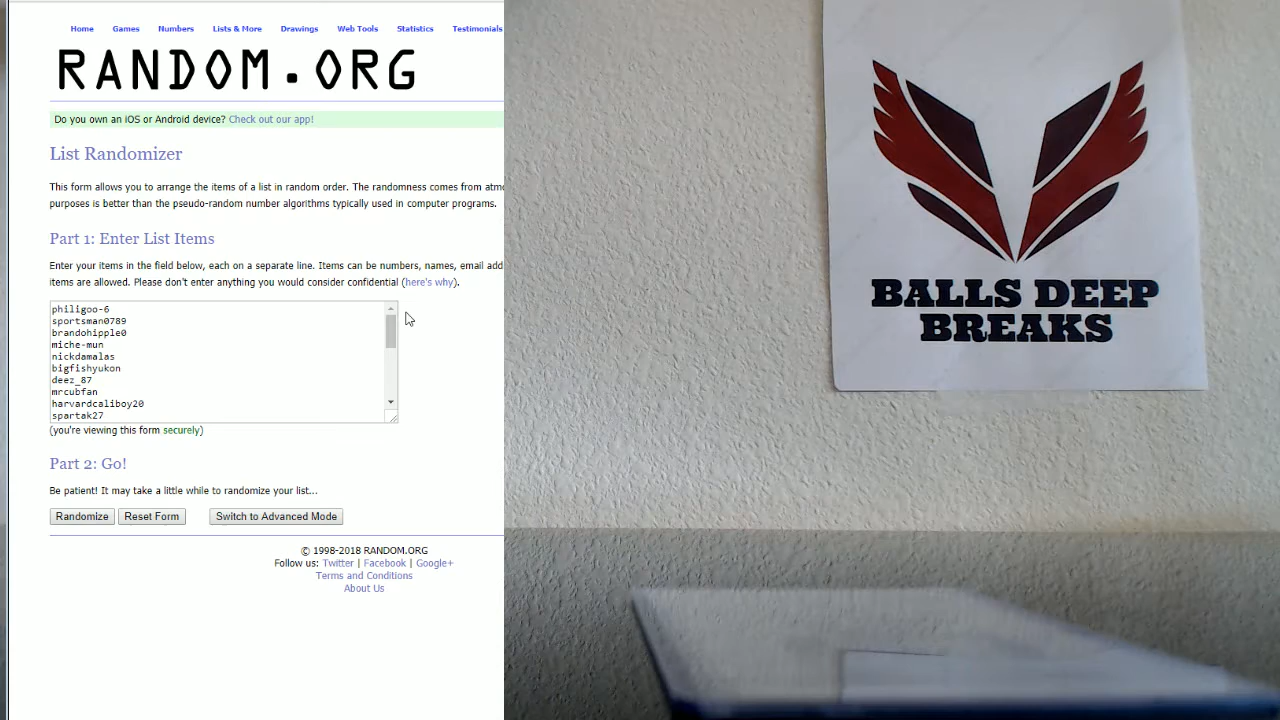 Home Games Numbers Lists & More Drawings Web Tools Statistics Testimonials
RANDOM.ORG
Do you own an iOS or Android device? Check out our app!
List Randomizer
This form allows you to arrange the items of a list in random order. The randomness comes from atmo
purposes is better than the pseudo-random number algorithms typically used in computer programs.
Part 1: Enter List Items
Enter your items in the field below, each on a separate line. Items can be numbers, names, email add
items are allowed. Please don't enter anything you would consider confidential (here's why).
philigoo-6
sportsman0789
brandohipple0
miche-mun
nickdamalas
bigfishyukon
deez_87
mrcubfan
harvardcaliboy20
spartak27
(you're viewing this form securely)
Part 2: Go!
Be patient! It may take a little while to randomize your list...
Randomize Reset Form Switch to Advanced Mode
© 1998-2018 RANDOM.ORG
Follow us: Twitter | Facebook | Google+
Terms and Conditions
About Us
BALLS DEEP
BREAKS